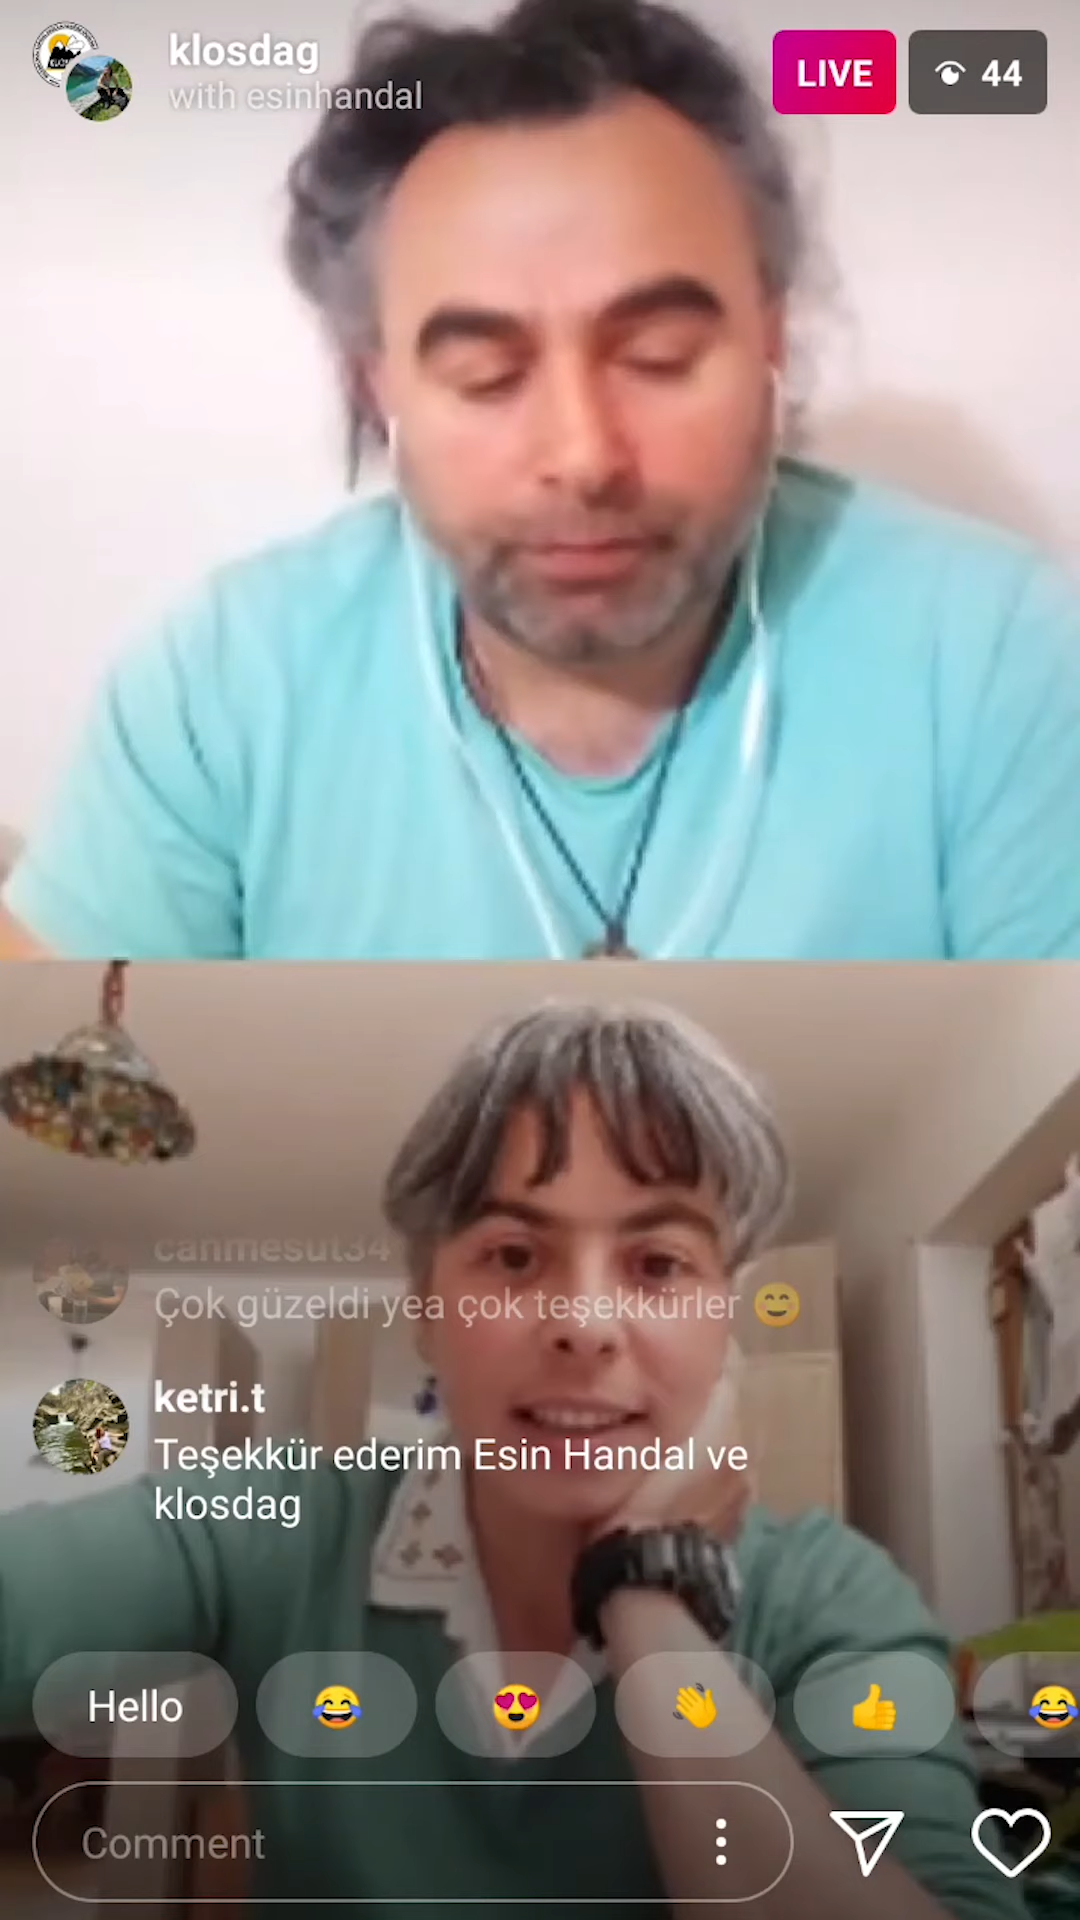 klosdag
with esinhandal
LIVE
44
canmesut34
Çok güzeldi yea çok teşekkürler 😊
ketri.t
Teşekkür ederim Esin Handal ve
klosdag
Hello
Comment